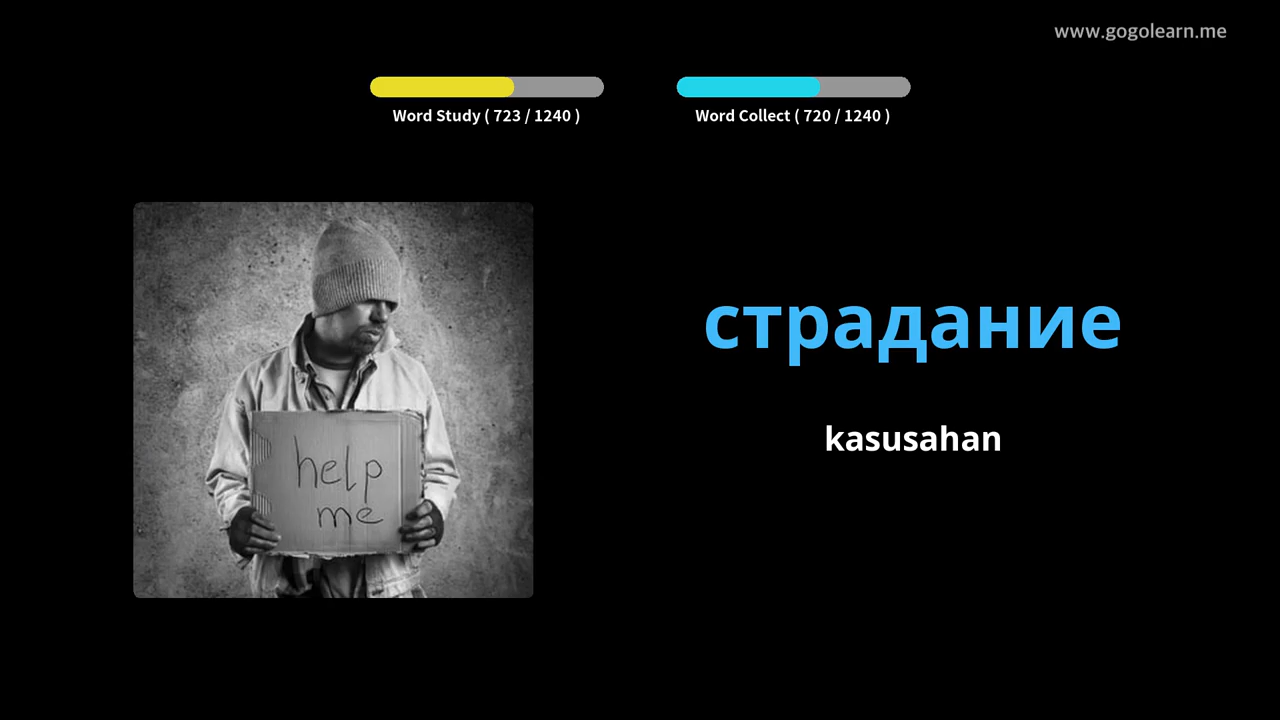 www.gogolearn.me
Word Study ( 723 / 1240 )
Word Collect ( 720 / 1240 )
help
me
страдание
kasusahan